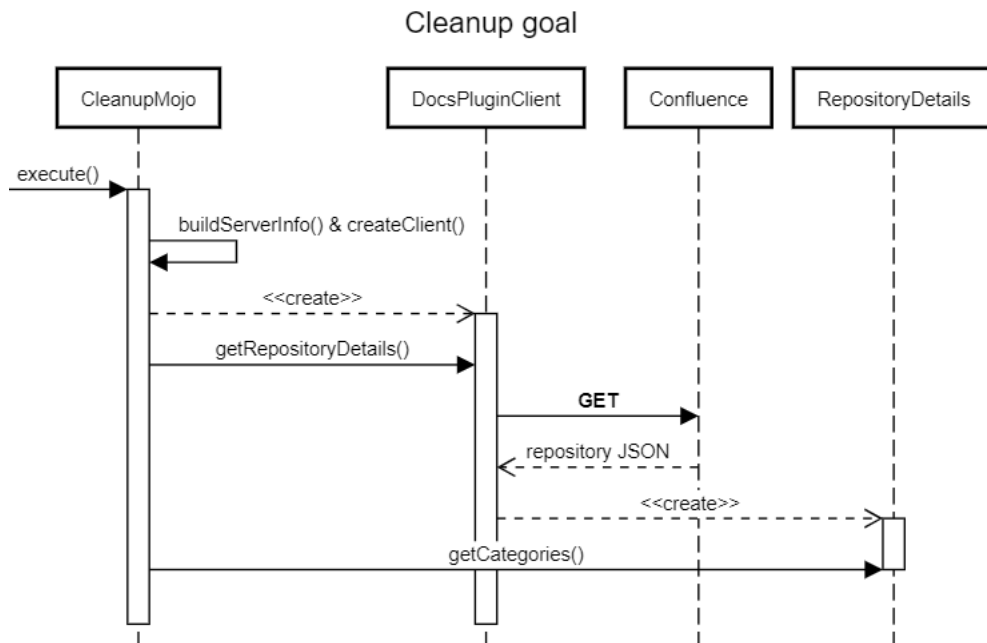 Cleanup goal
CleanupMojo
DocsPluginClient
Confluence
RepositoryDetails
execute()
buildServerInfo() & createClient()
<<create>>
getRepositoryDetails()
GET
repository JSON
<<create>>
getCategories()